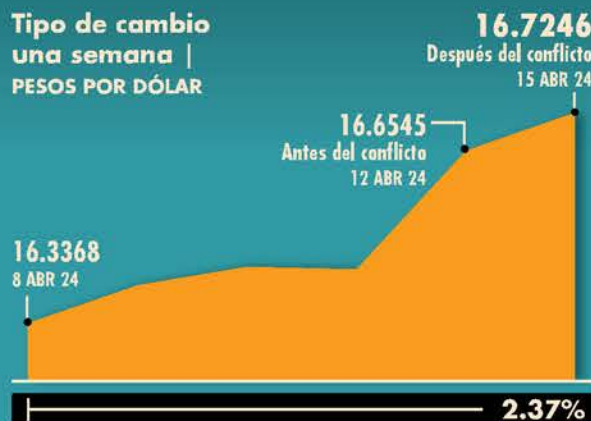 Tipo de cambio
una semana |
PESOS POR DÓLAR
16.7246
Después del conflicto
15 ABR 24
16.6545
Antes del conflicto
12 ABR 24
16.3368
8 ABR 24
2.37%